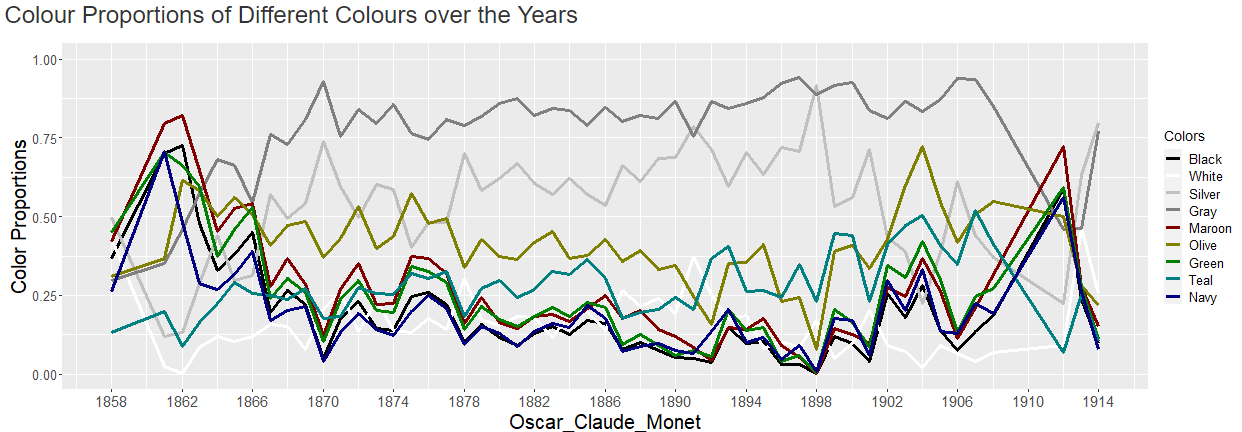 Colour Proportions of Different Colours over the Years
Color Proportions
1.00
0.75
0.50
0.25
0.00
1858 1862 1866 1870 1874 1878 1882 1886 1890 1894 1898 1902 1906 1910 1914
Oscar_Claude_Monet
Colors
Black
White
Silver
Gray
Maroon
Olive
Green
Teal
Navy